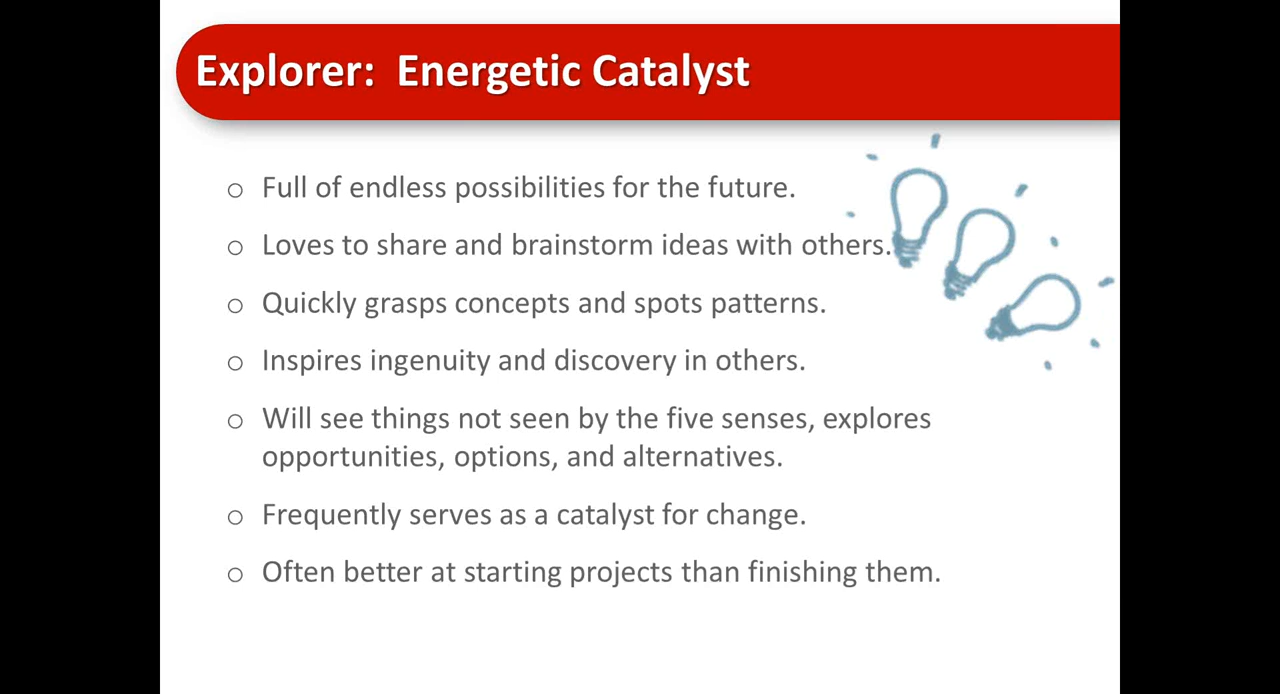 Explorer:  Energetic Catalyst
o Full of endless possibilities for the future.
o Loves to share and brainstorm ideas with others.
o Quickly grasps concepts and spots patterns.
o Inspires ingenuity and discovery in others.
o Will see things not seen by the five senses, explores
opportunities, options, and alternatives.
o Frequently serves as a catalyst for change.
o Often better at starting projects than finishing them.